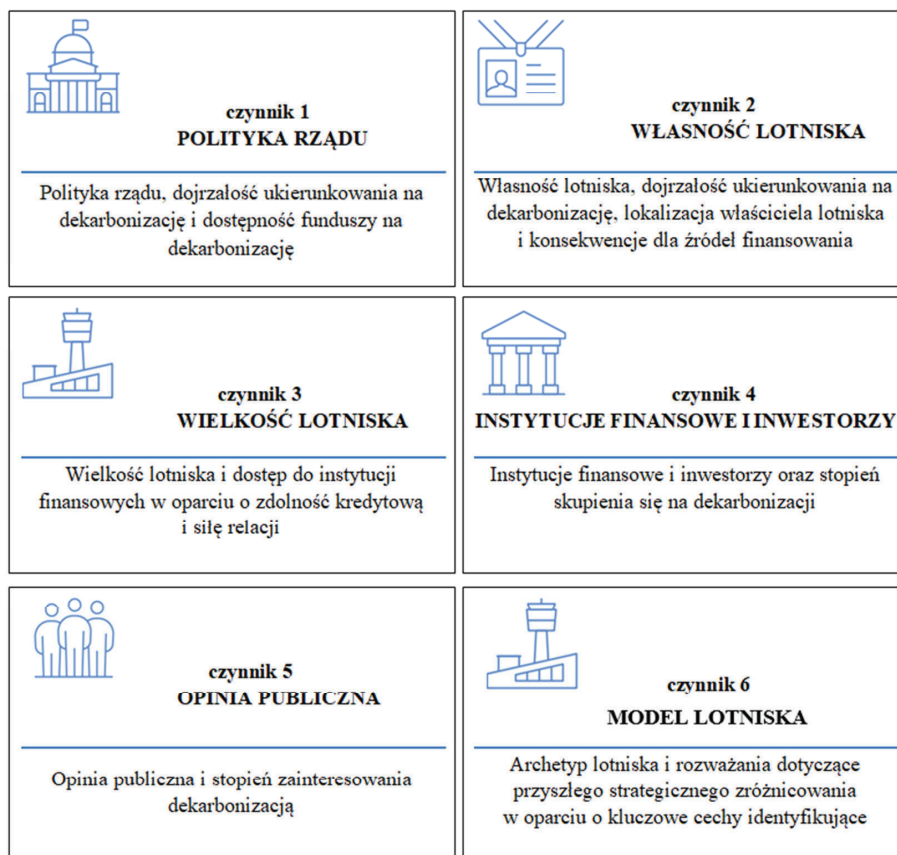 czynnik 1
POLITYKA RZĄDU
Polityka rządu, dojrzałość ukierunkowania na
dekarbonizację i dostępność funduszy na
dekarbonizację
czynnik 2
WŁASNOŚĆ LOTNISKA
Własność lotniska, dojrzałość ukierunkowania na
dekarbonizację, lokalizacja właściciela lotniska
i konsekwencje dla źródeł finansowania
czynnik 3
WIELKOŚĆ LOTNISKA
Wielkość lotniska i dostęp do instytucji
finansowych w oparciu o zdolność kredytową
i siłę relacji
czynnik 4
INSTYTUCJE FINANSOWE I INWESTORZY
Instytucje finansowe i inwestorzy oraz stopień
skupienia się na dekarbonizacji
czynnik 5
OPINIA PUBLICZNA
Opinia publiczna i stopień zainteresowania
dekarbonizacją
czynnik 6
MODEL LOTNISKA
Archetyp lotniska i rozważania dotyczące
przyszłego strategicznego zróżnicowania
w oparciu o kluczowe cechy identyfikujące